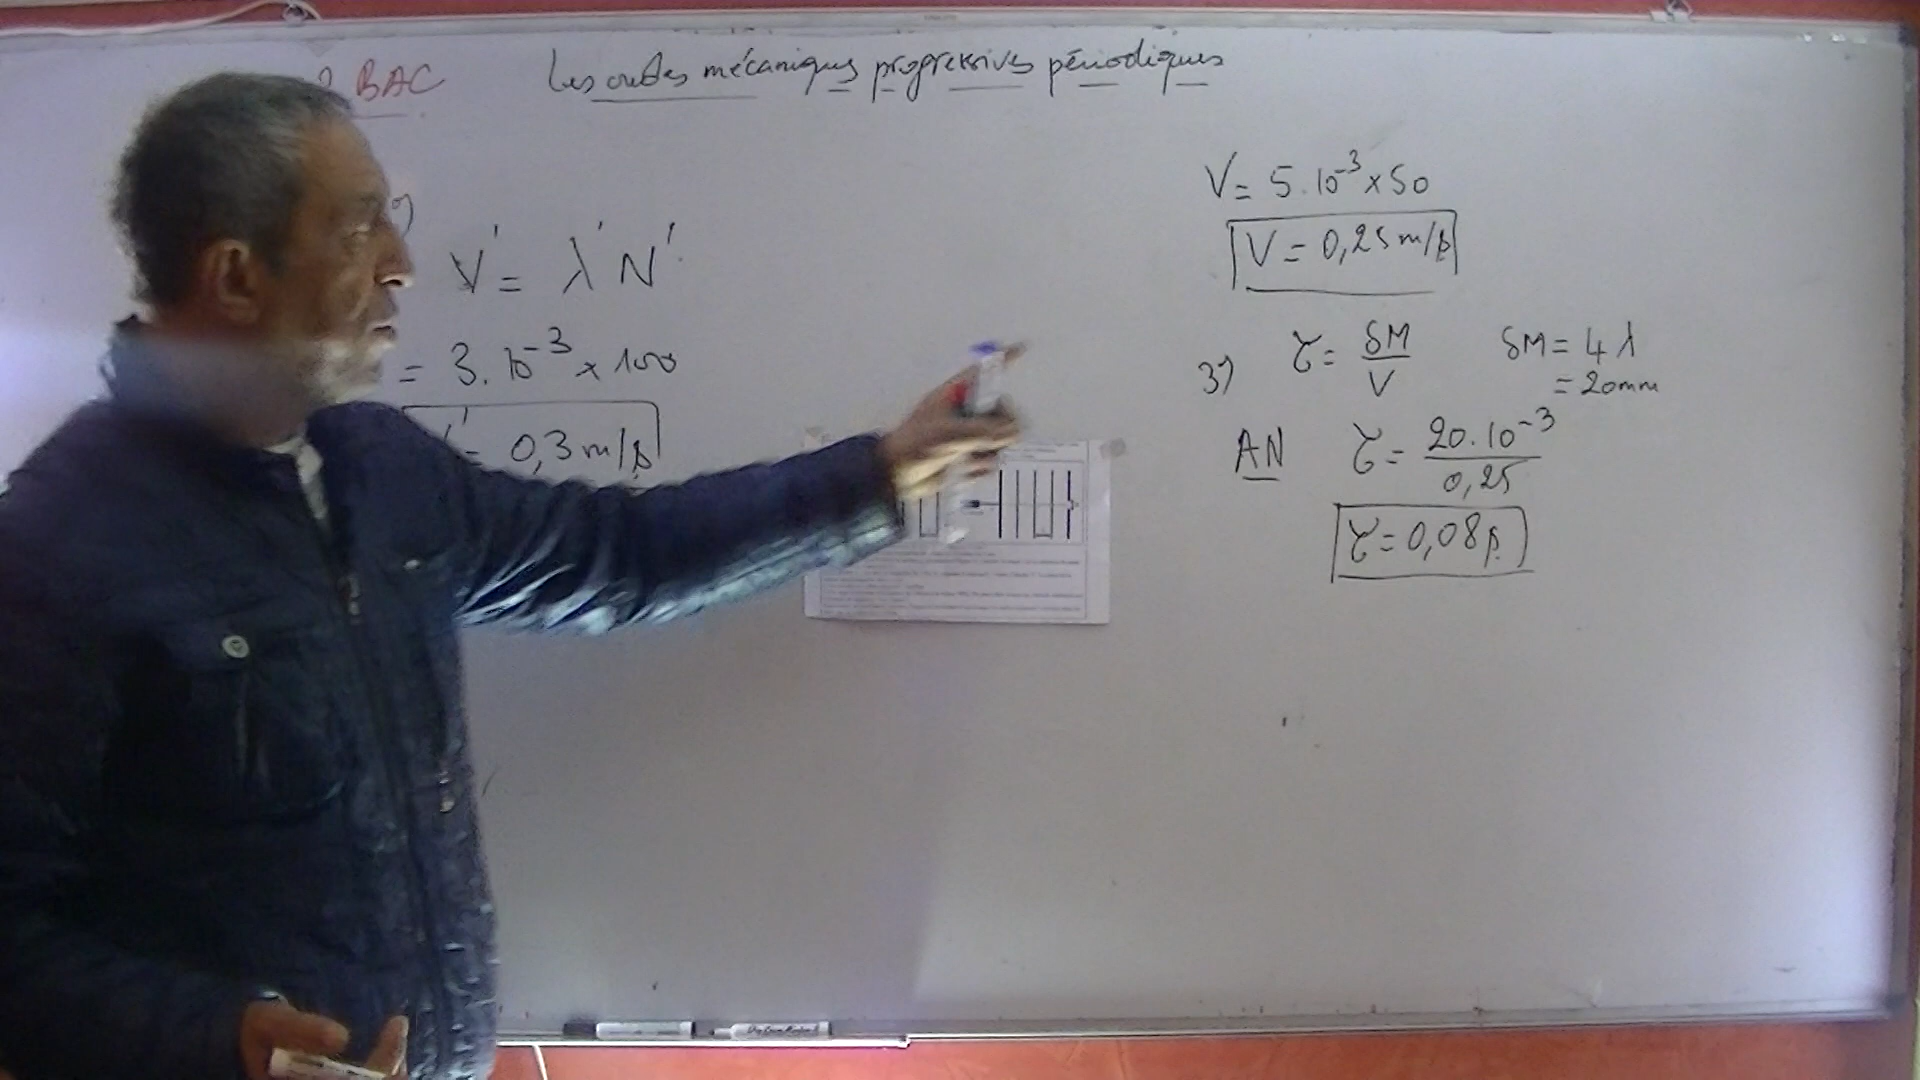 2 BAC
Les ondes mécaniques progressives périodiques
V' = λ'N'
= 3.10⁻³ x 100
= 0,3 m/s
V = 5.10⁻³ x 50
V = 0,25 m/s
3) τ = SM/V SM = 4λ
= 20mm
AN τ = 20.10⁻³/0,25
τ = 0,08 s